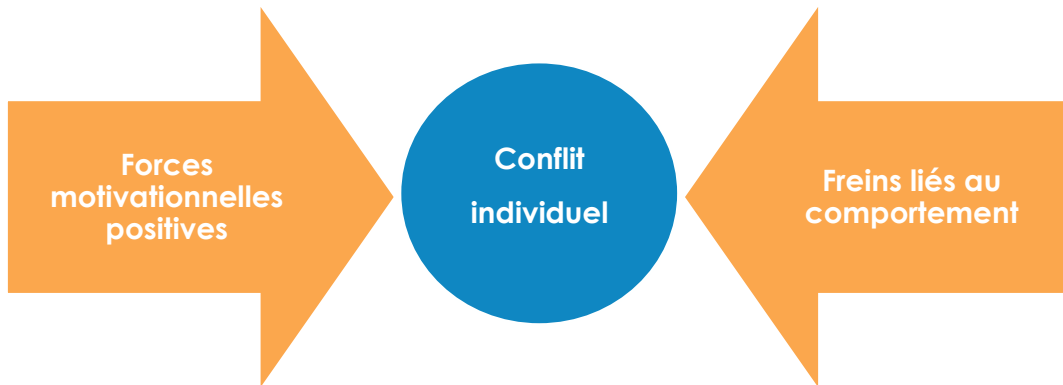 Forces
motivationnelles
positives
Conflit
individuel
Freins liés au
comportement